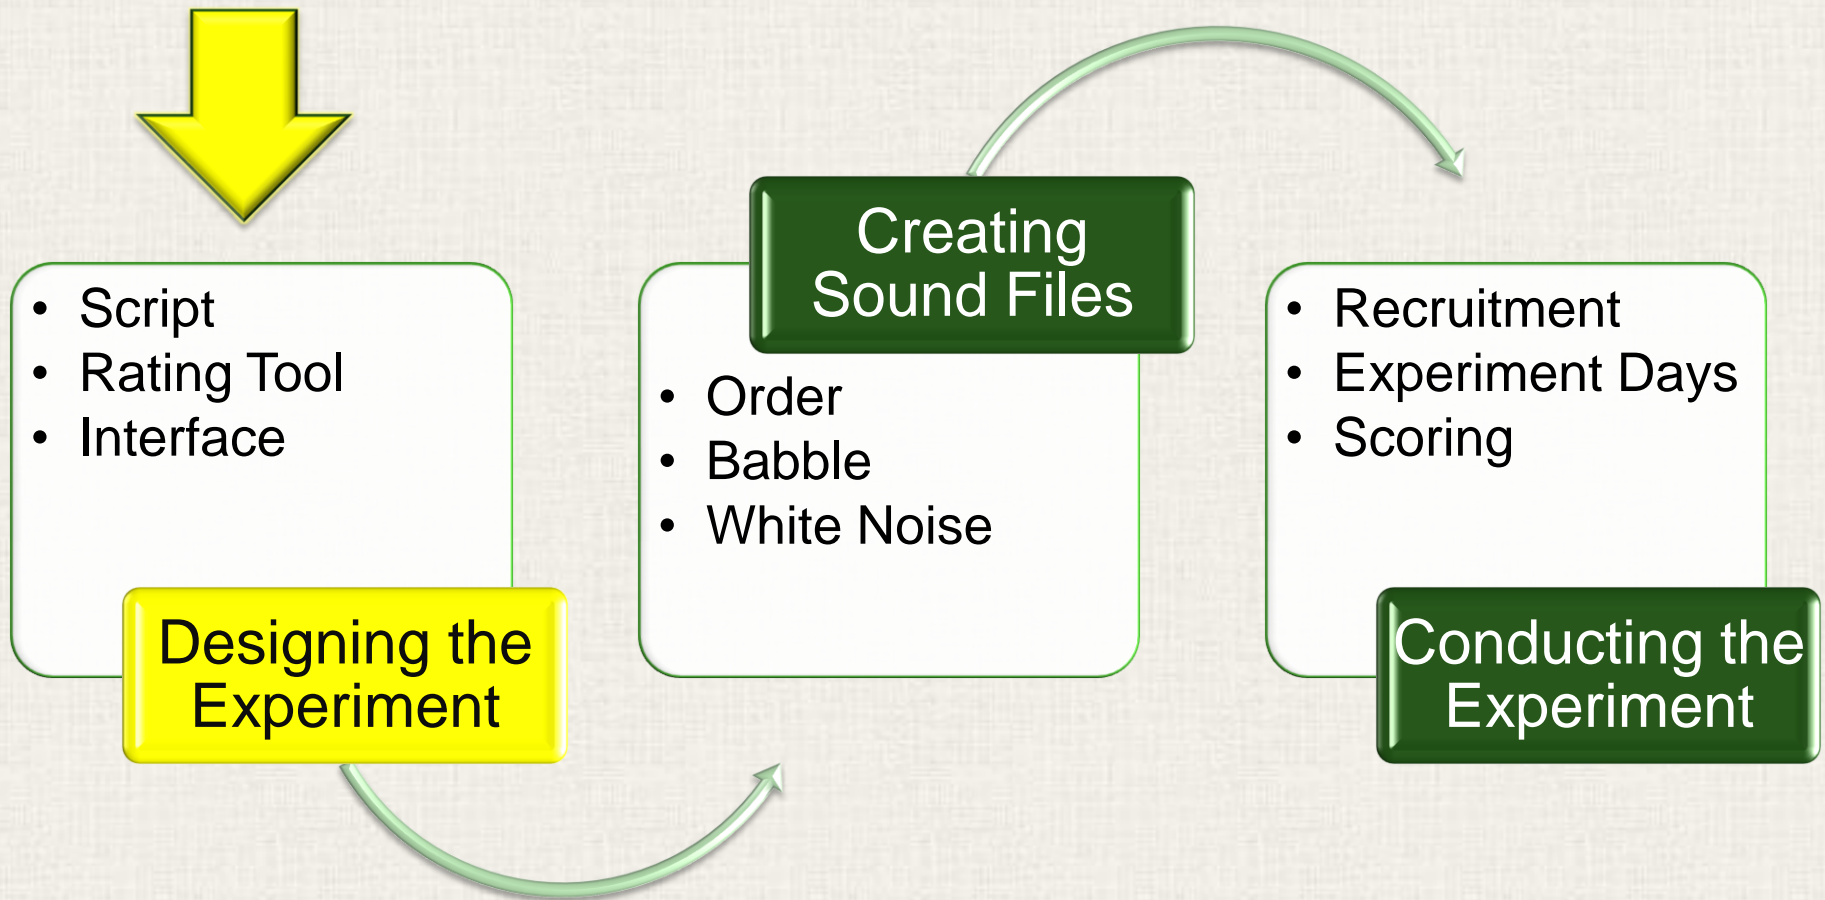 • Script
• Rating Tool
• Interface
Designing the
Experiment
Creating
Sound Files
• Order
• Babble
• White Noise
• Recruitment
• Experiment Days
• Scoring
Conducting the
Experiment